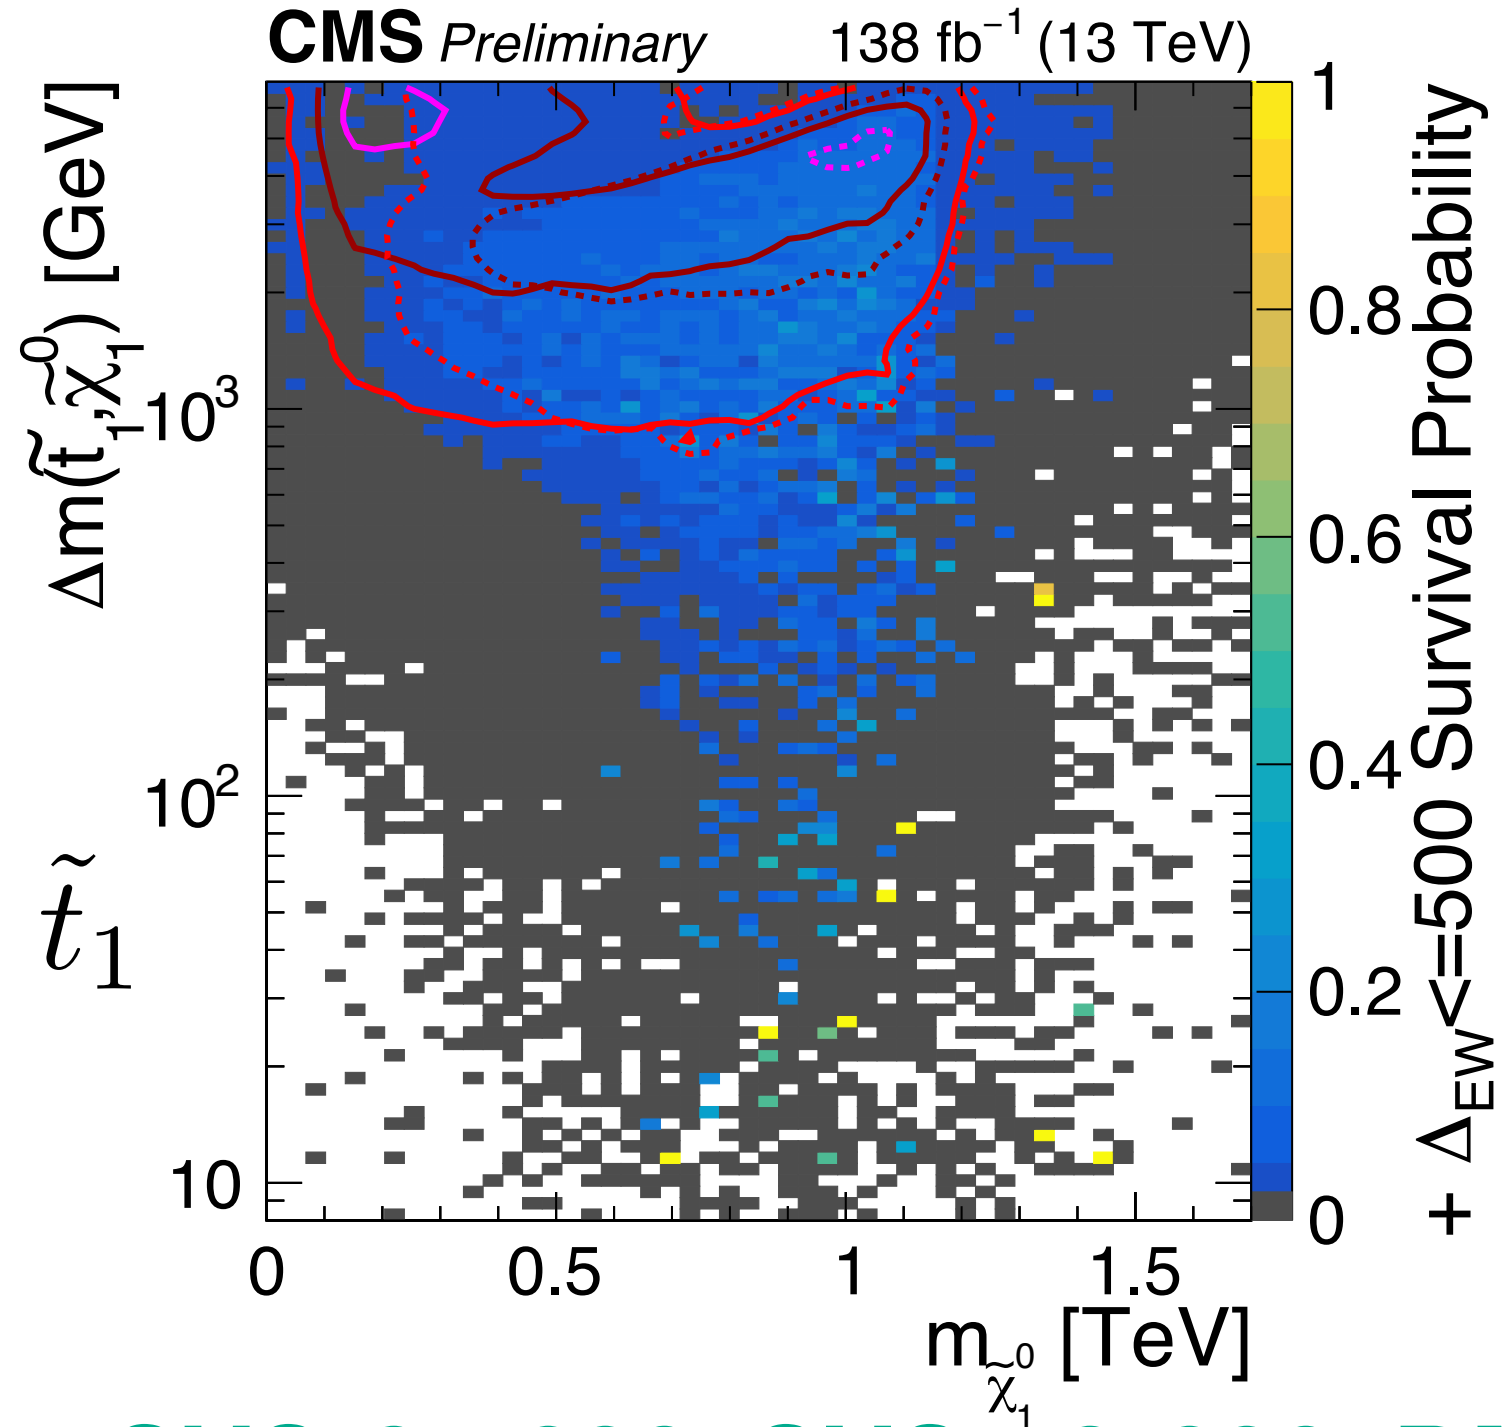 CMS Preliminary 138 fb⁻¹ (13 TeV)
Δm(t̃₁,χ̃₁⁰) [GeV]
10³
10²
10
t̃₁
0 0.5 1 1.5
m_χ̃₁⁰ [TeV]
1
0.8
0.6
0.4
0.2
0
+ Δ_EW<=500 Survival Probability